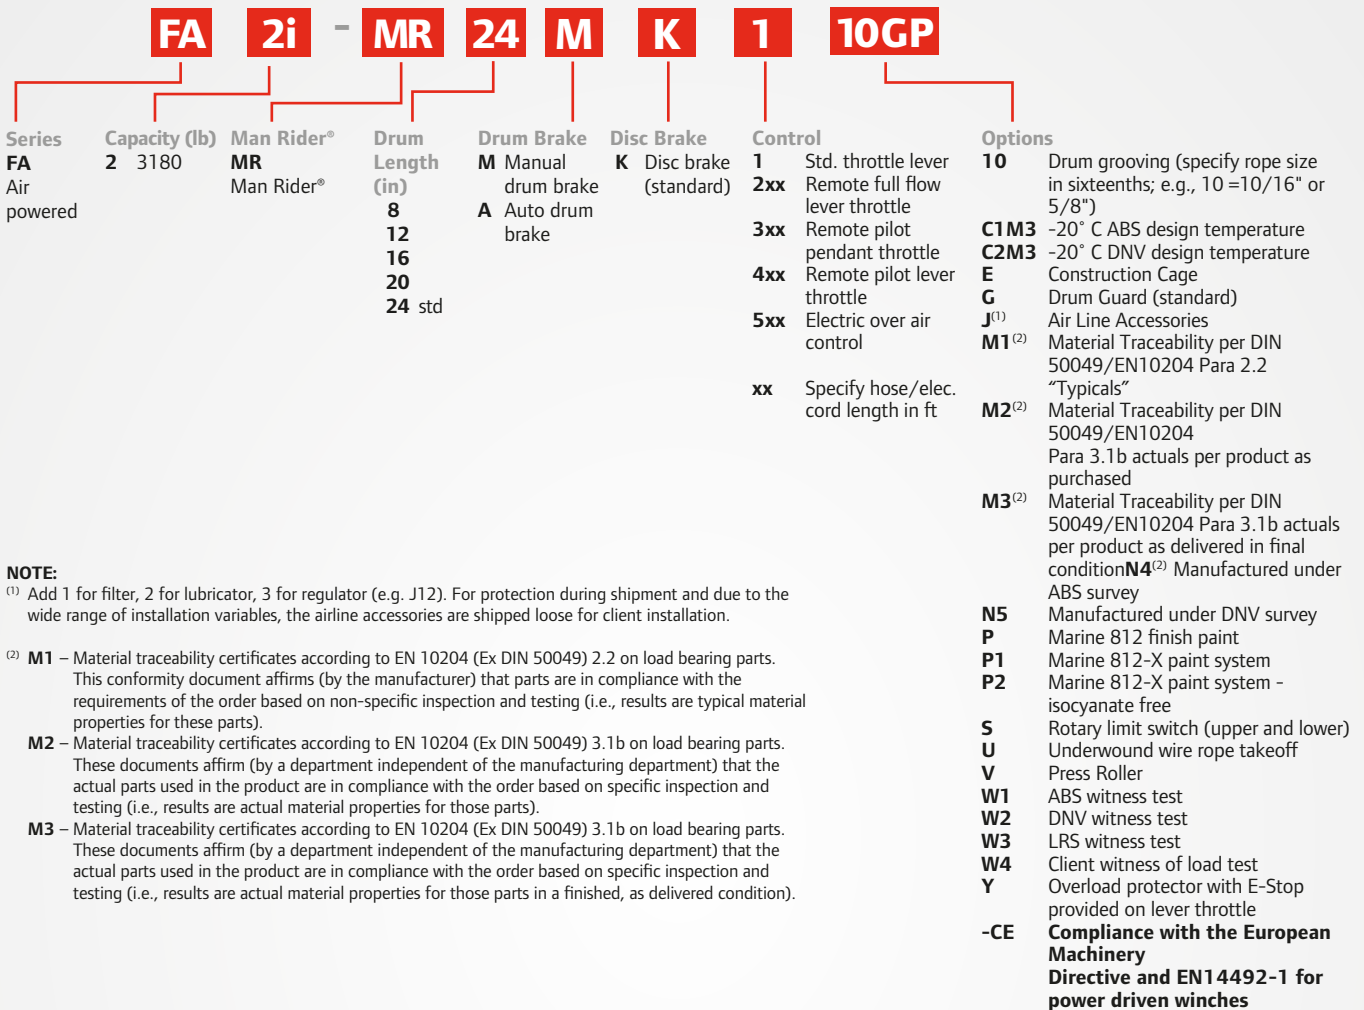 FA 2i - MR 24 M K 1 10GP
Series
FA
Air
powered
Capacity (lb)
2 3180
Man Rider®
MR
Man Rider®
Drum
Length
(in)
8
12
16
20
24 std
Drum Brake
M Manual
drum brake
A Auto drum
brake
Disc Brake
K Disc brake
(standard)
Control
1 Std. throttle lever
2xx Remote full flow
lever throttle
3xx Remote pilot
pendant throttle
4xx Remote pilot lever
throttle
5xx Electric over air
control
xx Specify hose/elec.
cord length in ft
Options
10 Drum grooving (specify rope size
in sixteenths; e.g., 10 =10/16" or
5/8")
C1M3 -20˚ C ABS design temperature
C2M3 -20˚ C DNV design temperature
E Construction Cage
G Drum Guard (standard)
J(1) Air Line Accessories
M1(2) Material Traceability per DIN
50049/EN10204 Para 2.2
“Typicals”
M2(2) Material Traceability per DIN
50049/EN10204
Para 3.1b actuals per product as
purchased
M3(2) Material Traceability per DIN
50049/EN10204 Para 3.1b actuals
per product as delivered in final
conditionN4(2) Manufactured under
ABS survey
N5 Manufactured under DNV survey
P Marine 812 finish paint
P1 Marine 812-X paint system
P2 Marine 812-X paint system -
isocyanate free
S Rotary limit switch (upper and lower)
U Underwound wire rope takeoff
V Press Roller
W1 ABS witness test
W2 DNV witness test
W3 LRS witness test
W4 Client witness of load test
Y Overload protector with E-Stop
provided on lever throttle
-CE Compliance with the European
Machinery
Directive and EN14492-1 for
power driven winches
NOTE:
(1) Add 1 for filter, 2 for lubricator, 3 for regulator (e.g. J12). For protection during shipment and due to the
wide range of installation variables, the airline accessories are shipped loose for client installation.
(2) M1 – Material traceability certificates according to EN 10204 (Ex DIN 50049) 2.2 on load bearing parts.
This conformity document affirms (by the manufacturer) that parts are in compliance with the
requirements of the order based on non-specific inspection and testing (i.e., results are typical material
properties for these parts).
M2 – Material traceability certificates according to EN 10204 (Ex DIN 50049) 3.1b on load bearing parts.
These documents affirm (by a department independent of the manufacturing department) that the
actual parts used in the product are in compliance with the order based on specific inspection and
testing (i.e., results are actual material properties for those parts).
M3 – Material traceability certificates according to EN 10204 (Ex DIN 50049) 3.1b on load bearing parts.
These documents affirm (by a department independent of the manufacturing department) that the
actual parts used in the product are in compliance with the order based on specific inspection and
testing (i.e., results are actual material properties for those parts in a finished, as delivered condition).